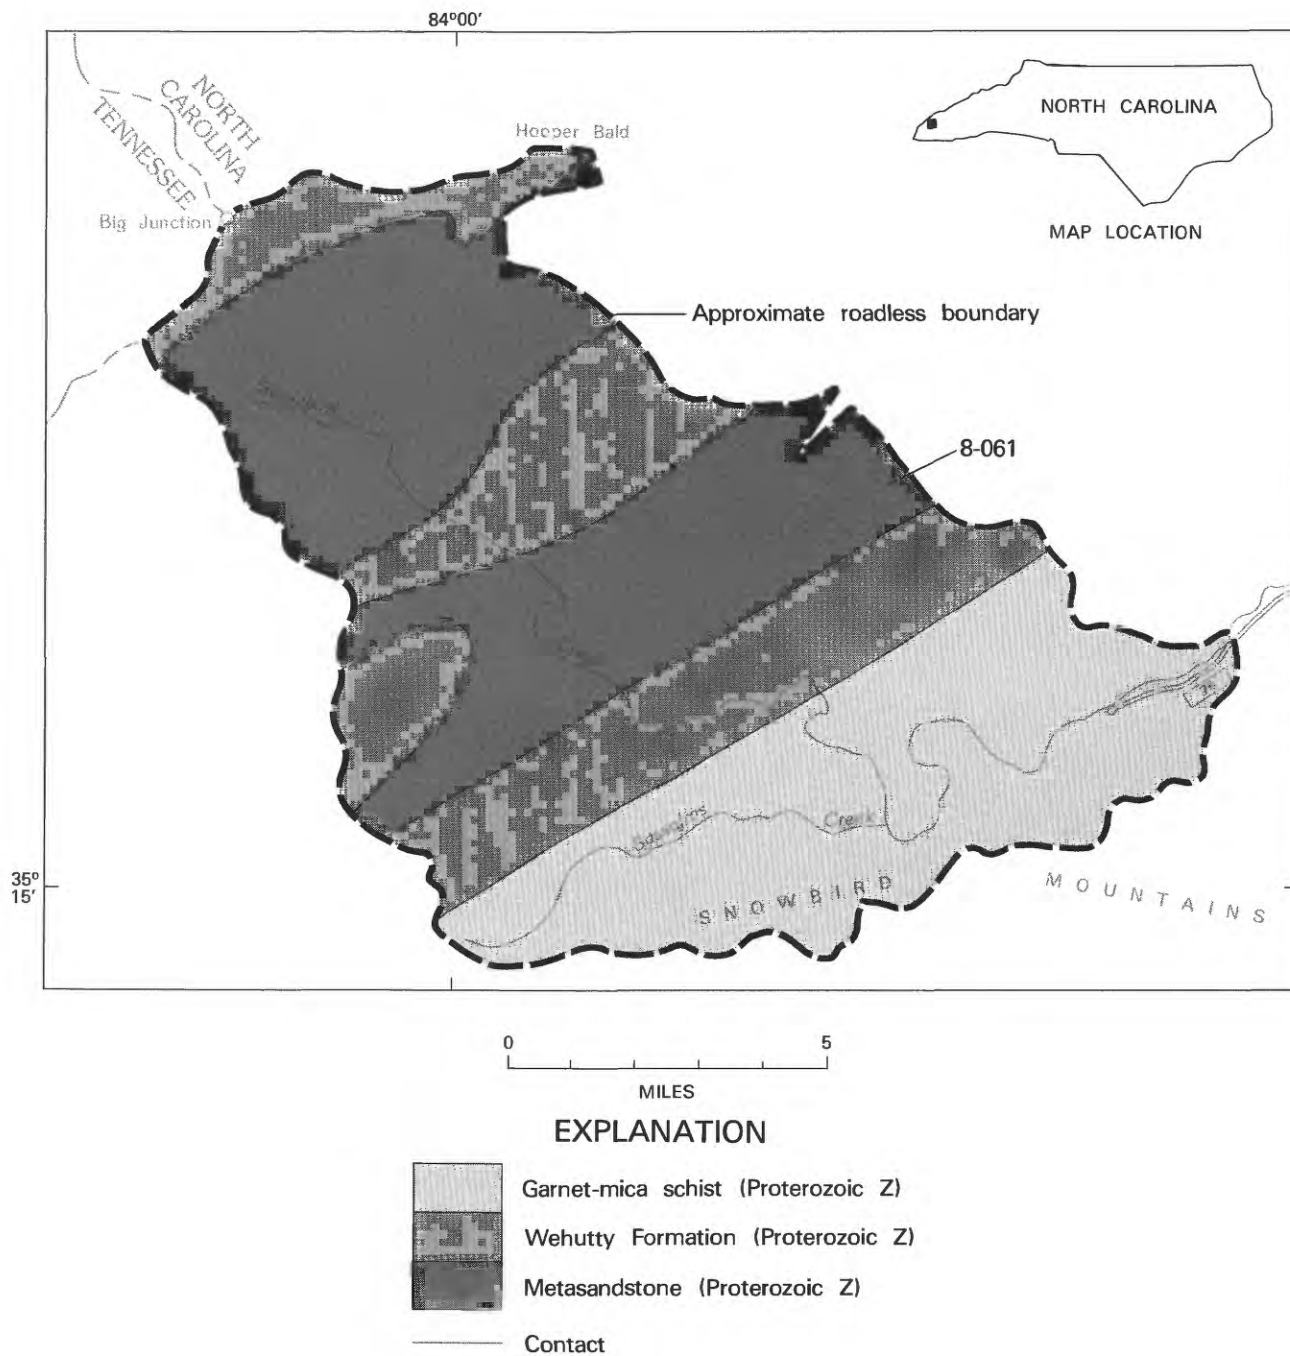 84°00'
NORTH
CAROLINA
TENNESSEE
Hooper Bald
Big Junction
NORTH CAROLINA
MAP LOCATION
Approximate roadless boundary
8-061
Creek
SNOWBIRD
MOUNTAINS
35°
15'
0 5
MILES
EXPLANATION
Garnet-mica schist (Proterozoic Z)
Wehutty Formation (Proterozoic Z)
Metasandstone (Proterozoic Z)
Contact